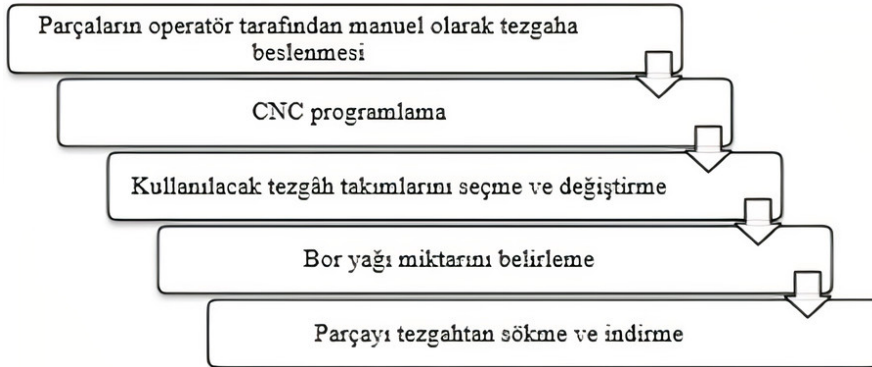 Parçaların operatör tarafından manuel olarak tezgaha
beslenmesi
CNC programlama
Kullanılacak tezgâh takımlarını seçme ve değiştirme
Bor yağı miktarını belirleme
Parçayı tezgahtan sökme ve indirme